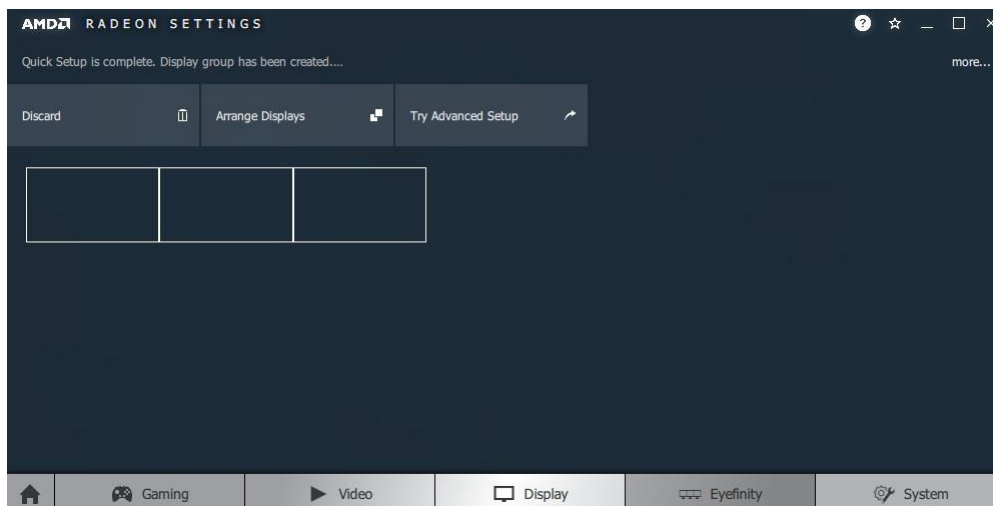 AMD RADEON SETTINGS ?
Quick Setup is complete. Display group has been created.... more...
Discard Arrange Displays Try Advanced Setup
Gaming Video Display Eyefinity System